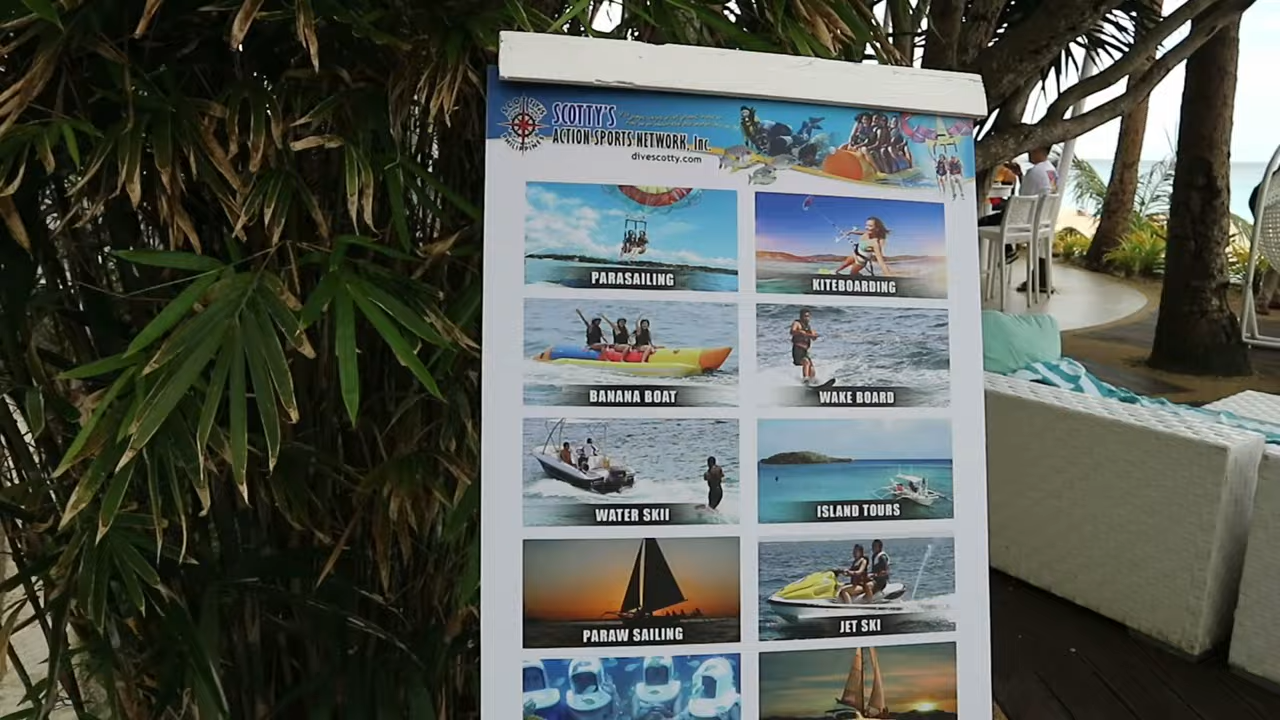 SCOTTY'S
ACTION SPORTS NETWORK, Inc.
divescotty.com
PHILIPPINES
PARASAILING
KITEBOARDING
BANANA BOAT
WAKE BOARD
WATER SKII
ISLAND TOURS
PARAW SAILING
JET SKI